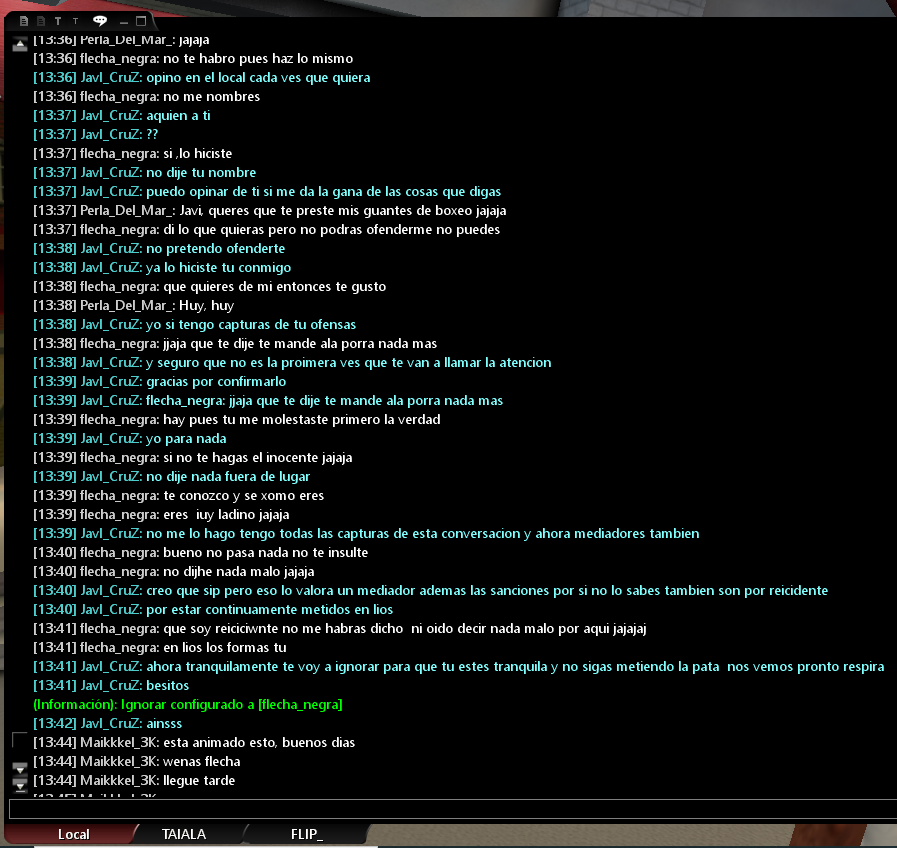 T T
[13:36] Perla_Del_Mar_: jajaja
[13:36] flecha_negra: no te habro pues haz lo mismo
[13:36] JavI_CruZ: opino en el local cada ves que quiera
[13:36] flecha_negra: no me nombres
[13:37] JavI_CruZ: aquien a ti
[13:37] JavI_CruZ: ??
[13:37] flecha_negra: si ,lo hiciste
[13:37] JavI_CruZ: no dije tu nombre
[13:37] JavI_CruZ: puedo opinar de ti si me da la gana de las cosas que digas
[13:37] Perla_Del_Mar_: Javi, queres que te preste mis guantes de boxeo jajaja
[13:37] flecha_negra: di lo que quieras pero no podras ofenderme no puedes
[13:38] JavI_CruZ: no pretendo ofenderte
[13:38] JavI_CruZ: ya lo hiciste tu conmigo
[13:38] flecha_negra: que quieres de mi entonces te gusto
[13:38] Perla_Del_Mar_: Huy, huy
[13:38] JavI_CruZ: yo si tengo capturas de tu ofensas
[13:38] flecha_negra: jjaja que te dije te mande ala porra nada mas
[13:38] JavI_CruZ: y seguro que no es la proimera ves que te van a llamar la atencion
[13:39] JavI_CruZ: gracias por confirmarlo
[13:39] JavI_CruZ: flecha_negra: jjaja que te dije te mande ala porra nada mas
[13:39] flecha_negra: hay pues tu me molestaste primero la verdad
[13:39] JavI_CruZ: yo para nada
[13:39] flecha_negra: si no te hagas el inocente jajaja
[13:39] JavI_CruZ: no dije nada fuera de lugar
[13:39] flecha_negra: te conozco y se xomo eres
[13:39] flecha_negra: eres  iuy ladino jajaja
[13:39] JavI_CruZ: no me lo hago tengo todas las capturas de esta conversacion y ahora mediadores tambien
[13:40] flecha_negra: bueno no pasa nada no te insulte
[13:40] flecha_negra: no dijhe nada malo jajaja
[13:40] JavI_CruZ: creo que sip pero eso lo valora un mediador ademas las sanciones por si no lo sabes tambien son por reicidente
[13:40] JavI_CruZ: por estar continuamente metidos en lios
[13:41] flecha_negra: que soy reiciciwnte no me habras dicho  ni oido decir nada malo por aqui jajajaj
[13:41] flecha_negra: en lios los formas tu
[13:41] JavI_CruZ: ahora tranquilamente te voy a ignorar para que tu estes tranquila y no sigas metiendo la pata  nos vemos pronto respira
[13:41] JavI_CruZ: besitos
(Información): Ignorar configurado a [flecha_negra]
[13:42] JavI_CruZ: ainsss
[13:44] Maikkkel_3K: esta animado esto, buenos dias
[13:44] Maikkkel_3K: wenas flecha
[13:44] Maikkkel_3K: llegue tarde
Local TAIALA FLIP_